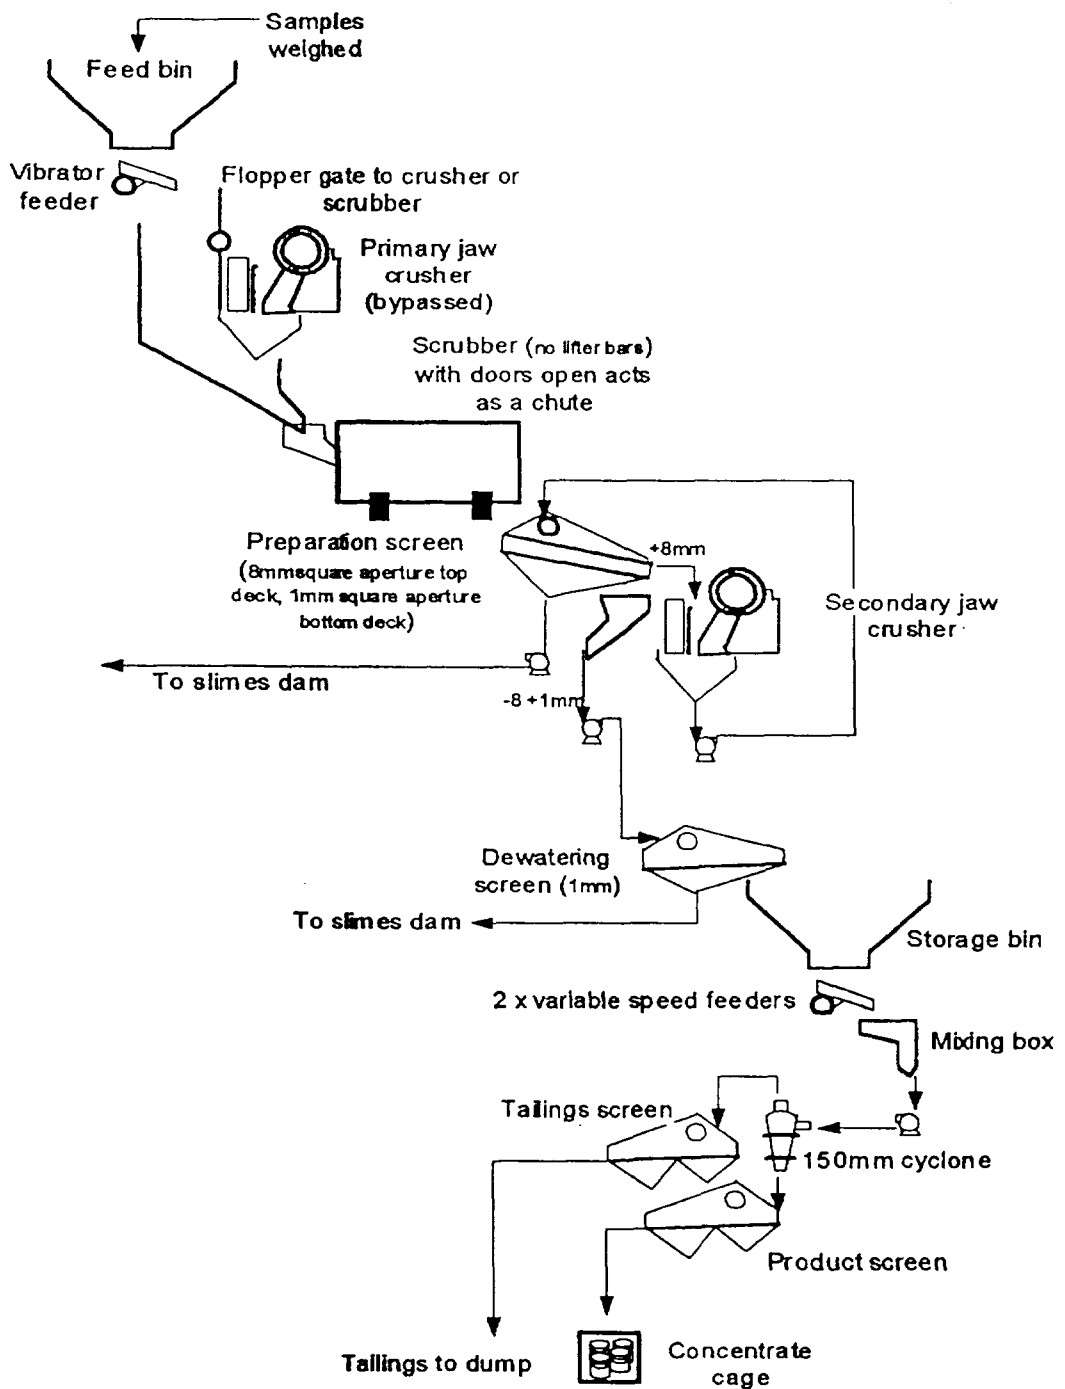 Samples
weighed
Feed bin
Vibrator
feeder
Flopper gate to crusher or
scrubber
Primary jaw
crusher
(bypassed)
Scrubber (no lifter bars)
with doors open acts
as a chute
Preparation screen
(8mm square aperture top
deck, 1mm square aperture
bottom deck)
+8mm
Secondary jaw
crusher
To slimes dam
-8 +1mm
Dewatering
screen (1mm)
To slimes dam
Storage bin
2 x variable speed feeders
Mixing box
Tailings screen
150mm cyclone
Product screen
Tailings to dump
Concentrate
cage